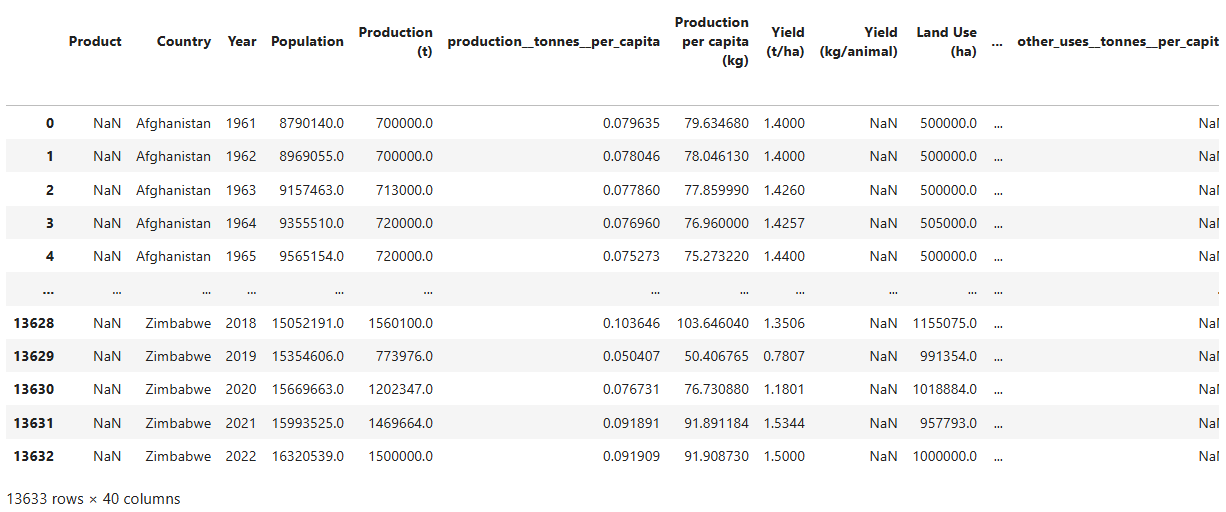 Product Country Year Population Production (t) production__tonnes__per_capita Production per capita (kg) Yield (t/ha) Yield (kg/animal) Land Use (ha) ... other_uses__tonnes__per_capit
0 NaN Afghanistan 1961 8790140.0 700000.0 0.079635 79.634680 1.4000 NaN 500000.0 ... Na
1 NaN Afghanistan 1962 8969055.0 700000.0 0.078046 78.046130 1.4000 NaN 500000.0 ... Na
2 NaN Afghanistan 1963 9157463.0 713000.0 0.077860 77.859990 1.4260 NaN 500000.0 ... Na
3 NaN Afghanistan 1964 9355510.0 720000.0 0.076960 76.960000 1.4257 NaN 505000.0 ... Na
4 NaN Afghanistan 1965 9565154.0 720000.0 0.075273 75.273220 1.4400 NaN 500000.0 ... Na
... ... ... ... ... ... ... ... ... ... ... ...
13628 NaN Zimbabwe 2018 15052191.0 1560100.0 0.103646 103.646040 1.3506 NaN 1155075.0 ... Na
13629 NaN Zimbabwe 2019 15354606.0 773976.0 0.050407 50.406765 0.7807 NaN 991354.0 ... Na
13630 NaN Zimbabwe 2020 15669663.0 1202347.0 0.076731 76.730880 1.1801 NaN 1018884.0 ... Na
13631 NaN Zimbabwe 2021 15993525.0 1469664.0 0.091891 91.891184 1.5344 NaN 957793.0 ... Na
13632 NaN Zimbabwe 2022 16320539.0 1500000.0 0.091909 91.908730 1.5000 NaN 1000000.0 ... Na
13633 rows × 40 columns